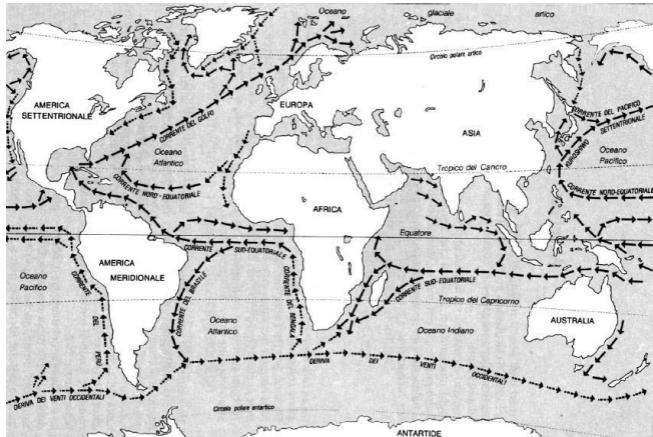 Oceano glaciale artico
Circolo polare artico
AMERICA
SETTENTRIONALE
EUROPA
ASIA
CORRENTE DEL GOLFO
CORRENTE DEL PACIFICO
SETTENTRIONALE
KUROSHIWO
Oceano
Atlantico
Oceano
Pacifico
Tropico del Cancro
CORRENTE NORD-EQUATORIALE
CORRENTE NORD-EQUATORIALE
AFRICA
Equatore
CORRENTE SUD-EQUATORIALE
AMERICA
MERIDIONALE
Oceano
Pacifico
CORRENTE DEL PERÙ
CORRENTE DEL BRASILE
CORRENTE DEL BENGALA
CORRENTE SUD-EQUATORIALE
Tropico del Capricorno
Oceano
Atlantico
Oceano Indiano
AUSTRALIA
DERIVA DEI VENTI OCCIDENTALI
DERIVA DEI VENTI OCCIDENTALI
Circolo polare antartico
ANTARTIDE